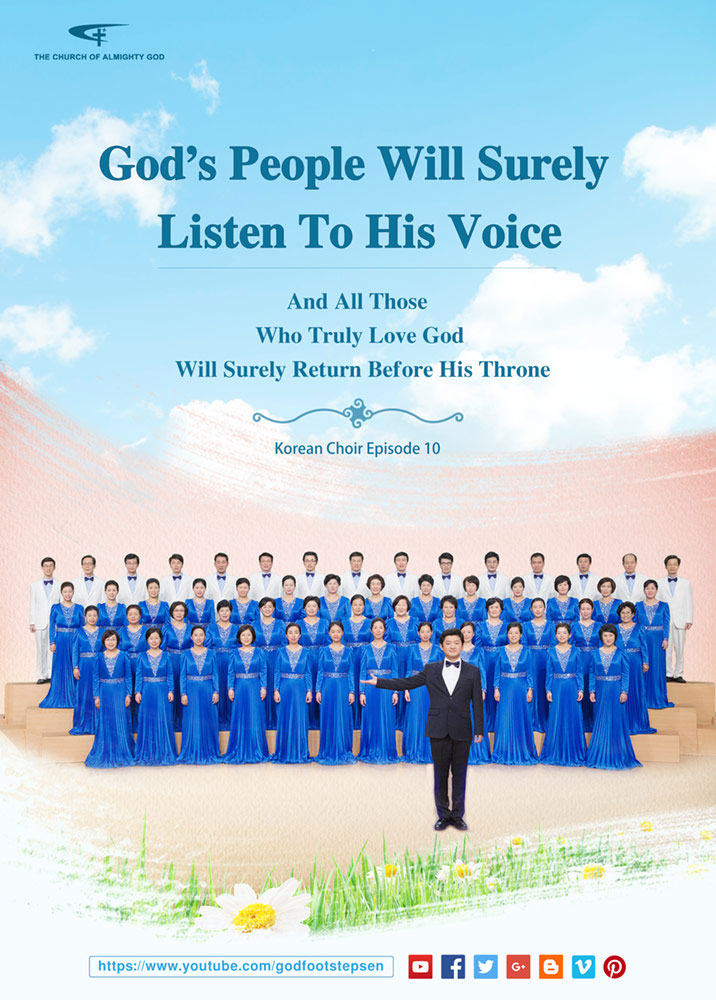 THE CHURCH OF ALMIGHTY GOD
God's People Will Surely
Listen To His Voice
And All Those
Who Truly Love God
Will Surely Return Before His Throne
Korean Choir Episode 10
https://www.youtube.com/godfootstepsen